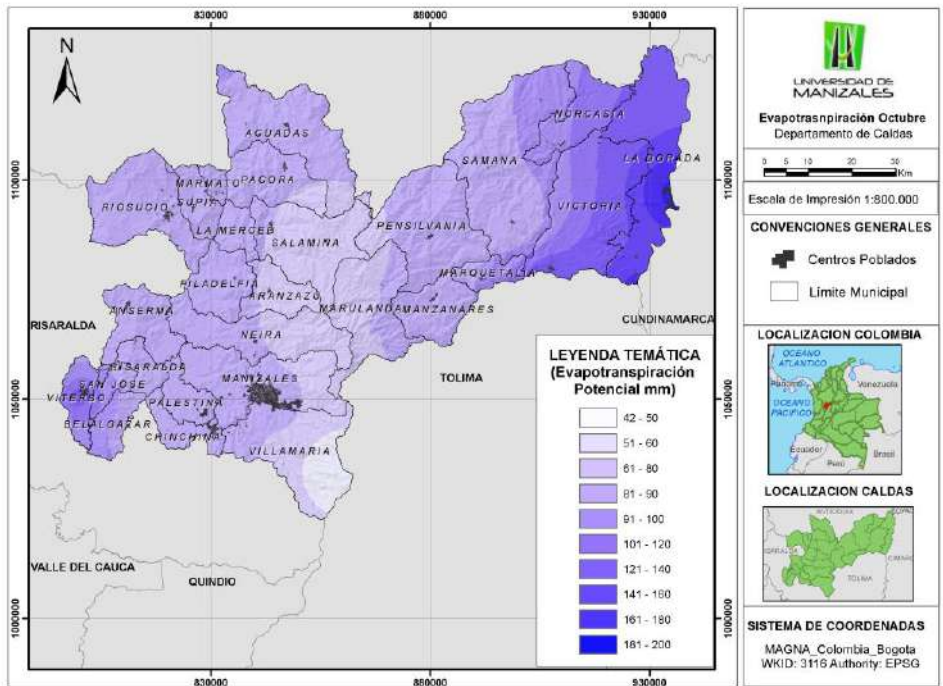 830000
880000
930000
N
AGUADAS
NORCASIA
SAMANA
LA DORADA
1100000
1100000
MARMATO
PACORA
SUPIA
RIOSUCIO
VICTORIA
LA MERCED
PENSILVANIA
SALAMINA
MARQUETALIA
FILADELFIA
ARANZAZU
MARULANDA
MANZANARES
ANSERMA
RISARALDA
NEIRA
CUNDINAMARCA
RISARALDA
MANIZALES
SAN JOSE
TOLIMA
VITERBO
PALESTINA
1050000
1050000
BELALCAZAR
CHINCHINA
VILLAMARIA
VALLE DEL CAUCA
QUINDIO
1000000
1000000
830000
880000
930000
LEYENDA TEMÁTICA
(Evapotranspiración
Potencial mm)
42 - 50
51 - 60
61 - 80
81 - 90
91 - 100
101 - 120
121 - 140
141 - 160
161 - 180
181 - 200
UNIVERSIDAD DE
MANIZALES
Evapotrasnpiración Octubre
Departamento de Caldas
0 5 10 20 30
Km
Escala de Impresión 1:800.000
CONVENCIONES GENERALES
Centros Poblados
Límite Municipal
LOCALIZACION COLOMBIA
OCEANO
ATLANTICO
Panamá
Venezuela
OCEANO
PACIFICO
Ecuador
Perú
Brasil
LOCALIZACION CALDAS
TOLIMA
SISTEMA DE COORDENADAS
MAGNA_Colombia_Bogota
WKID: 3116 Authority: EPSG